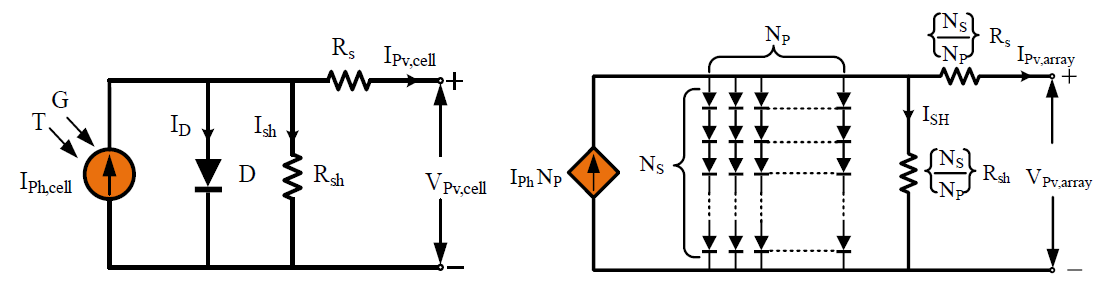 G
T
I_Ph,cell
I_D
D
I_sh
R_sh
R_s
I_Pv,cell
+
V_Pv,cell
−
I_Ph N_P
N_P
N_S
{N_S/N_P} R_s
I_Pv,array
+
I_SH
{N_S/N_P} R_sh
V_Pv,array
−